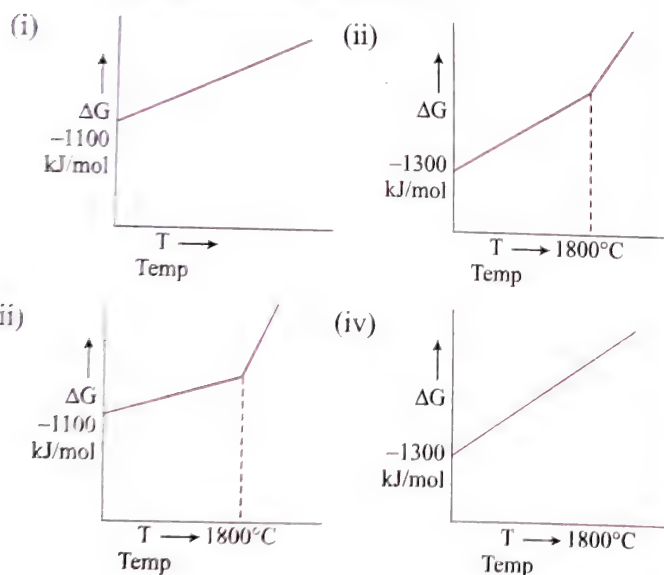 (i)
ΔG
−1100
kJ/mol
T ⟶
Temp
(ii)
ΔG
−1300
kJ/mol
T ⟶ 1800°C
Temp
ii)
ΔG
−1100
kJ/mol
T ⟶ 1800°C
Temp
(iv)
ΔG
−1300
kJ/mol
T ⟶ 1800°C
Temp